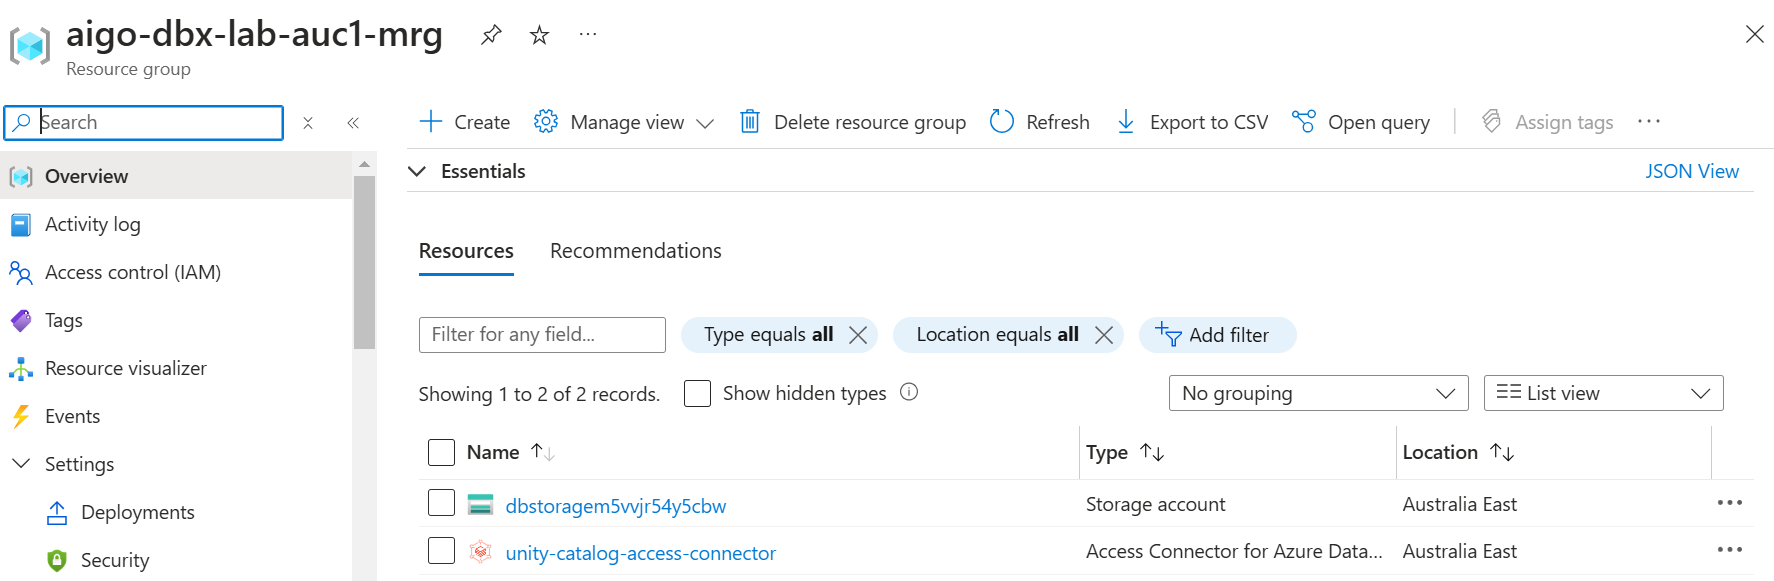 aigo-dbx-lab-auc1-mrg
Resource group
Search
Overview
Activity log
Access control (IAM)
Tags
Resource visualizer
Events
Settings
Deployments
Security
Create Manage view Delete resource group Refresh Export to CSV Open query Assign tags
Essentials JSON View
Resources Recommendations
Filter for any field... Type equals all Location equals all Add filter
Showing 1 to 2 of 2 records. Show hidden types No grouping List view
Name Type Location
dbstoragem5vvjr54y5cbw Storage account Australia East
unity-catalog-access-connector Access Connector for Azure Data... Australia East